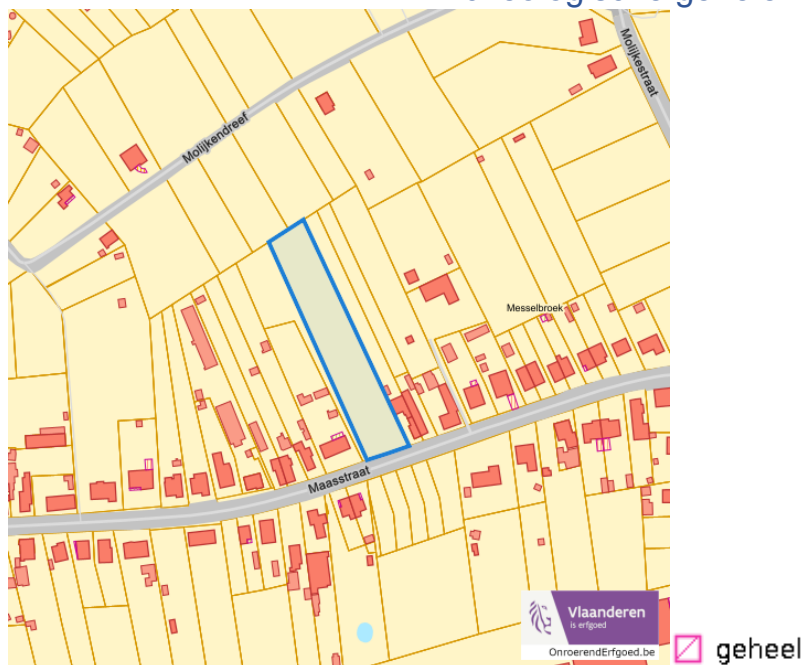 Molijkestraat
Molijkendreef
Messelbroek
Maasstraat
Vlaanderen
is erfgoed
OnroerendErfgoed.be
geheel